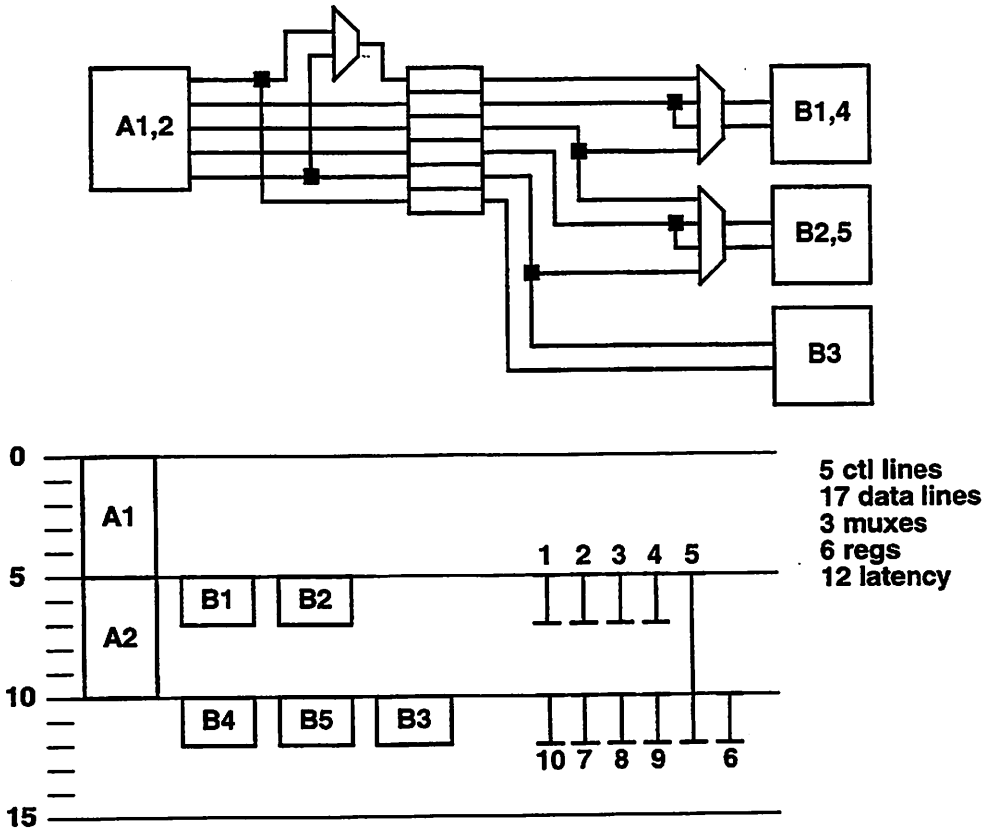 A1,2
B1,4
B2,5
B3
0
A1
1 2 3 4 5
5
B1 B2
A2
10
B4 B5 B3
10 7 8 9 6
15
5 ctl lines
17 data lines
3 muxes
6 regs
12 latency